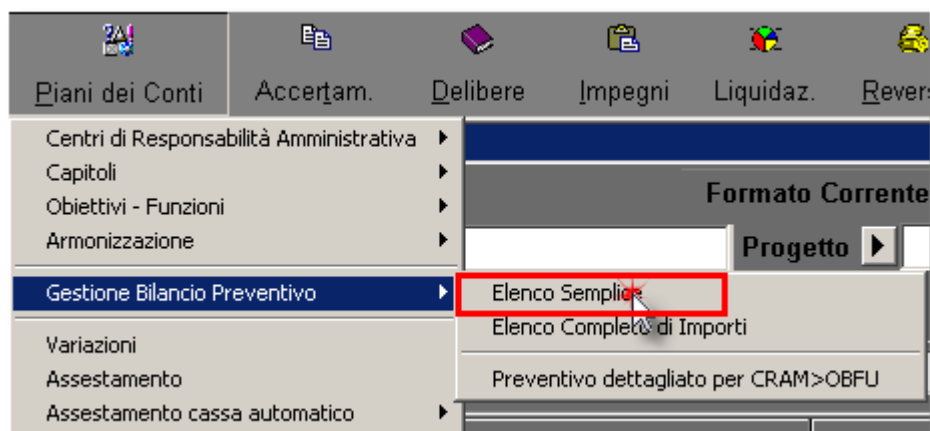 Piani dei Conti Accertam. Delibere Impegni Liquidaz. Revers
Centri di Responsabilità Amministrativa
Capitoli
Obiettivi - Funzioni
Armonizzazione
Formato Corrente
Progetto
Gestione Bilancio Preventivo
Elenco Semplice
Elenco Completo di Importi
Preventivo dettagliato per CRAM>OBFU
Variazioni
Assestamento
Assestamento cassa automatico